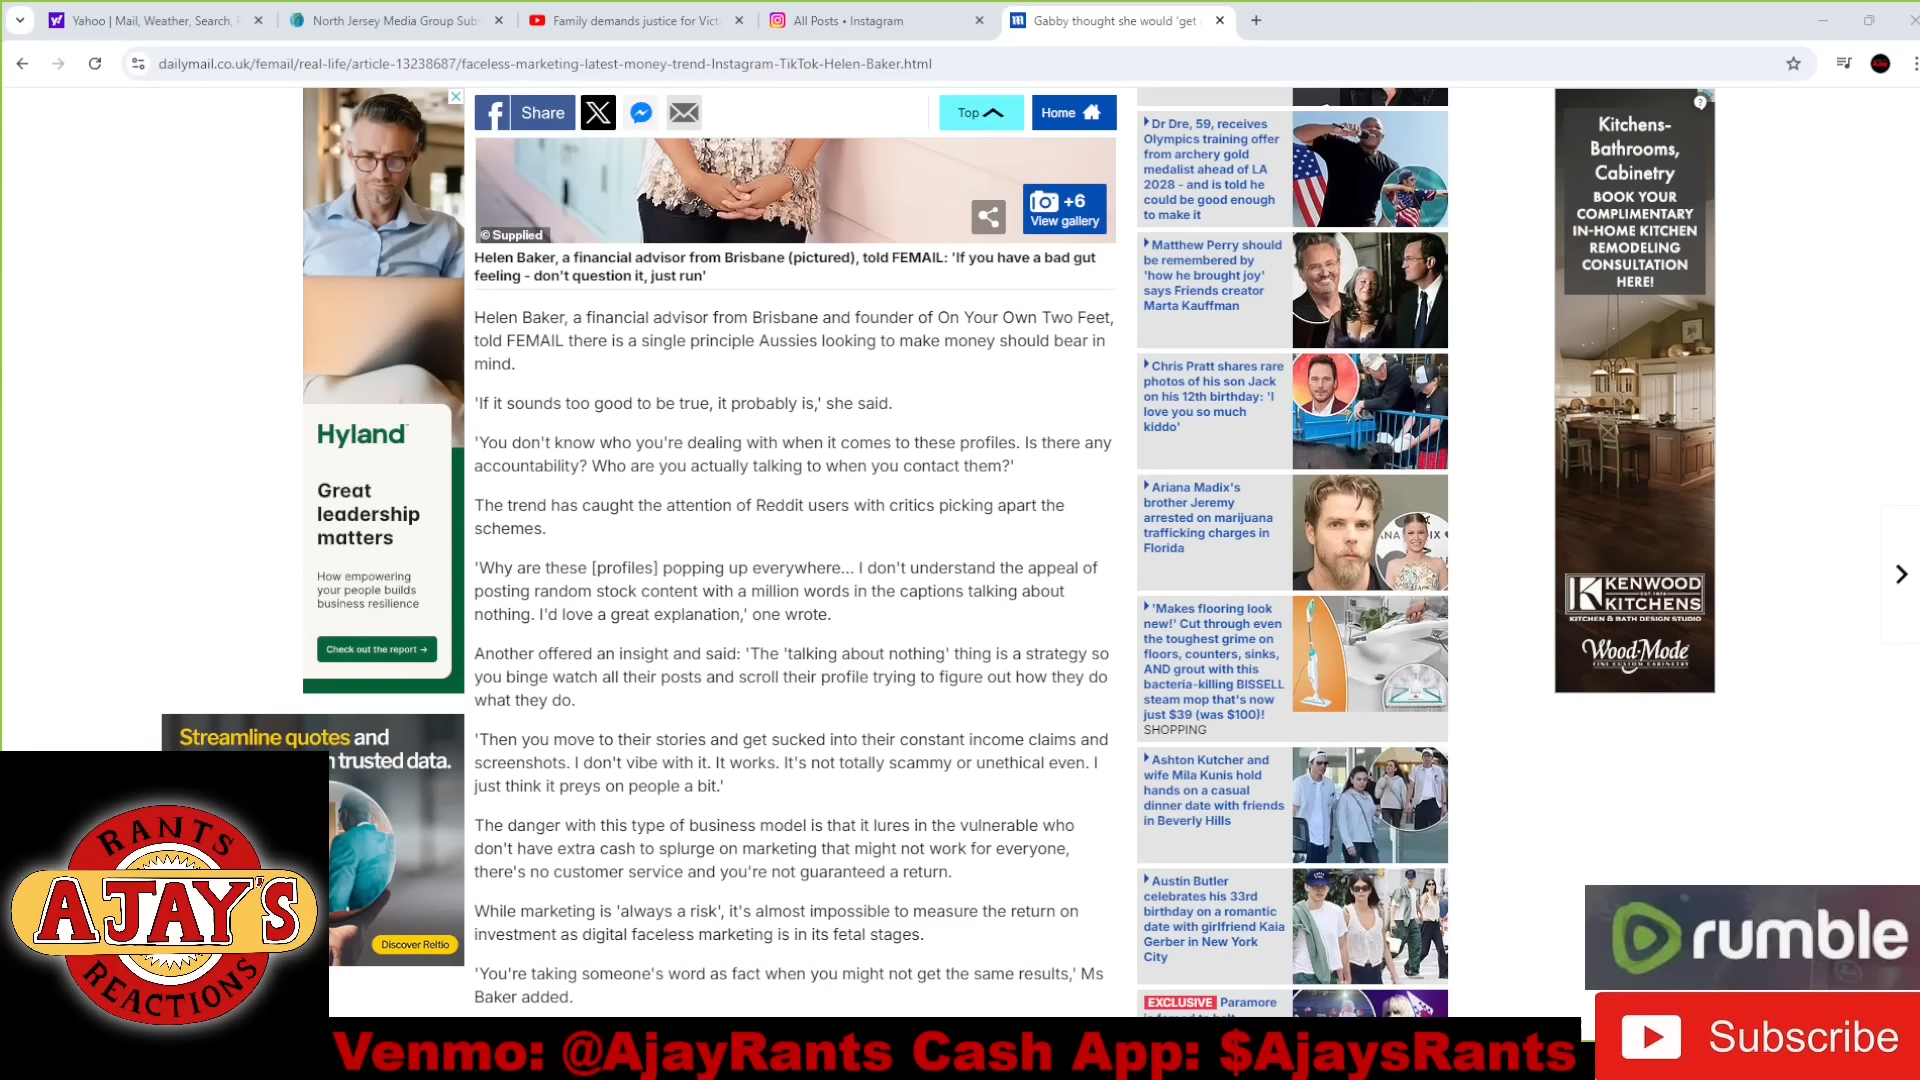 Yahoo | Mail, Weather, Search,
North Jersey Media Group Subs
Family demands justice for Vict
All Posts • Instagram
Gabby thought she would 'get
dailymail.co.uk/femail/real-life/article-13238687/faceless-marketing-latest-money-trend-Instagram-TikTok-Helen-Baker.html
Share
Top
Home
+6
View gallery
© Supplied
Helen Baker, a financial advisor from Brisbane (pictured), told FEMAIL: 'If you have a bad gut
feeling - don't question it, just run'
Helen Baker, a financial advisor from Brisbane and founder of On Your Own Two Feet,
told FEMAIL there is a single principle Aussies looking to make money should bear in
mind.
'If it sounds too good to be true, it probably is,' she said.
'You don't know who you're dealing with when it comes to these profiles. Is there any
accountability? Who are you actually talking to when you contact them?'
The trend has caught the attention of Reddit users with critics picking apart the
schemes.
'Why are these [profiles] popping up everywhere... I don't understand the appeal of
posting random stock content with a million words in the captions talking about
nothing. I'd love a great explanation,' one wrote.
Another offered an insight and said: 'The 'talking about nothing' thing is a strategy so
you binge watch all their posts and scroll their profile trying to figure out how they do
what they do.
'Then you move to their stories and get sucked into their constant income claims and
screenshots. I don't vibe with it. It works. It's not totally scammy or unethical even. I
just think it preys on people a bit.'
The danger with this type of business model is that it lures in the vulnerable who
don't have extra cash to splurge on marketing that might not work for everyone,
there's no customer service and you're not guaranteed a return.
While marketing is 'always a risk', it's almost impossible to measure the return on
investment as digital faceless marketing is in its fetal stages.
'You're taking someone's word as fact when you might not get the same results,' Ms
Baker added.
Hyland
Great
leadership
matters
How empowering
your people builds
business resilience
Check out the report →
Streamline quotes and
trusted data.
Discover Reltio
Dr Dre, 59, receives
Olympics training offer
from archery gold
medalist ahead of LA
2028 - and is told he
could be good enough
to make it
Matthew Perry should
be remembered by
'how he brought joy'
says Friends creator
Marta Kauffman
Chris Pratt shares rare
photos of his son Jack
on his 12th birthday: 'I
love you so much
kiddo'
Ariana Madix's
brother Jeremy
arrested on marijuana
trafficking charges in
Florida
'Makes flooring look
new!' Cut through even
the toughest grime on
floors, counters, sinks,
AND grout with this
bacteria-killing BISSELL
steam mop that's now
just $39 (was $100)!
SHOPPING
Ashton Kutcher and
wife Mila Kunis hold
hands on a casual
dinner date with friends
in Beverly Hills
Austin Butler
celebrates his 33rd
birthday on a romantic
date with girlfriend Kaia
Gerber in New York
City
EXCLUSIVE Paramore
Kitchens-
Bathrooms,
Cabinetry
BOOK YOUR
COMPLIMENTARY
IN-HOME KITCHEN
REMODELING
CONSULTATION
HERE!
KENWOOD
KITCHENS
KITCHEN & BATH DESIGN STUDIO
Wood-Mode
FINE CUSTOM CABINETRY
RANTS
AJAY'S
REACTIONS
rumble
Subscribe
Venmo: @AjayRants Cash App: $AjaysRants